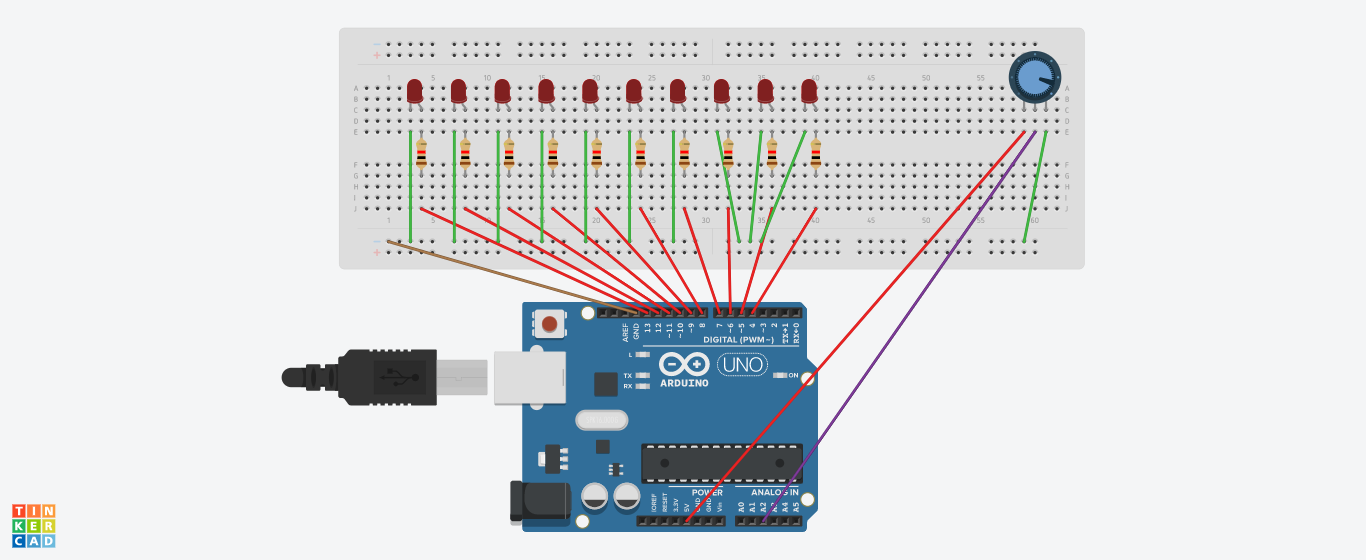 1 5 10 15 20 25 30 35 40 45 50 55
A A
B B
C C
D D
E E
F F
G G
H H
I I
J J
1 5 10 15 20 25 30 35 40 45 50 55 60
AREF GND 13 12 ~11 ~10 ~9 8 7 ~6 ~5 4 ~3 2 TX→1 RX←0
DIGITAL (PWM~)
L
TX
RX
ARDUINO
UNO
ON
POWER
ANALOG IN
IOREF RESET 3.3V 5V GND GND Vin A0 A1 A2 A3 A4 A5
TIN
KER
CAD